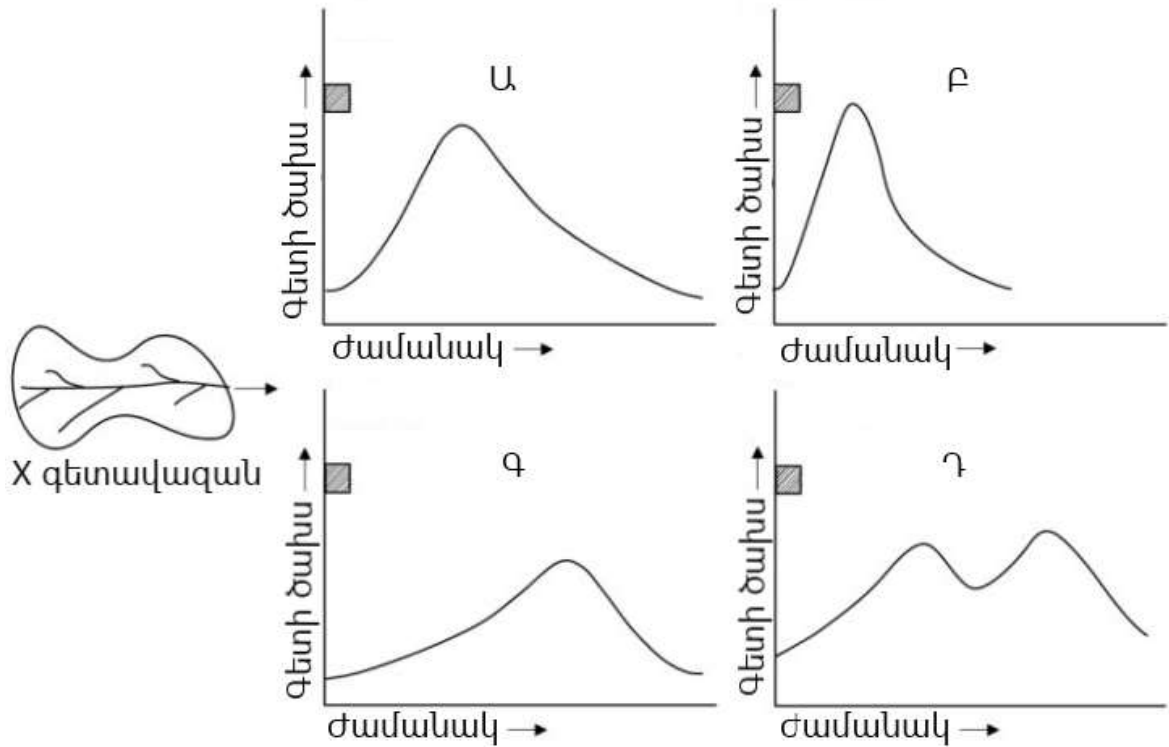 Ա
Գետի ծախս
Ժամանակ
Բ
Գետի ծախս
Ժամանակ
X գետավազան
Գ
Գետի ծախս
Ժամանակ
Դ
Գետի ծախս
Ժամանակ